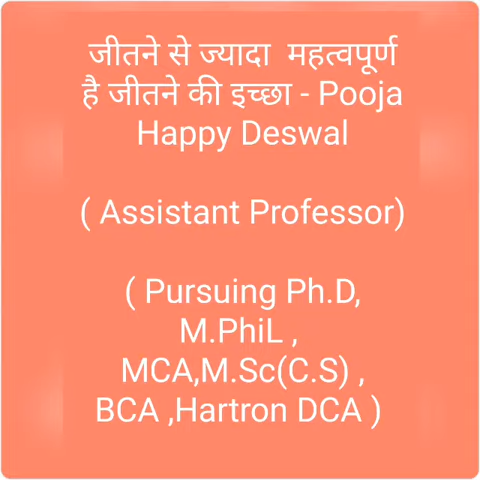 जीतने से ज्यादा  महत्वपूर्ण
है जीतने की इच्छा - Pooja
Happy Deswal
( Assistant Professor)
( Pursuing Ph.D,
M.PhiL ,
MCA,M.Sc(C.S) ,
BCA ,Hartron DCA )